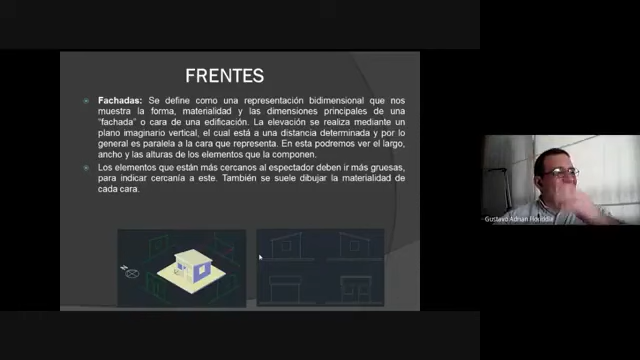 FRENTES
Fachadas: Se define como una representación bidimensional que nos
muestra la forma, materialidad y las dimensiones principales de una
"fachada" o cara de una edificación. La elevación se realiza mediante un
plano imaginario vertical, el cual está a una distancia determinada y por lo
general es paralela a la cara que representa. En esta podremos ver el largo,
ancho y las alturas de los elementos que la componen.
Los elementos que están más cercanos al espectador deben ir más gruesas,
para indicar cercanía a este. También se suele dibujar la materialidad de
cada cara.
Gustavo Adrian